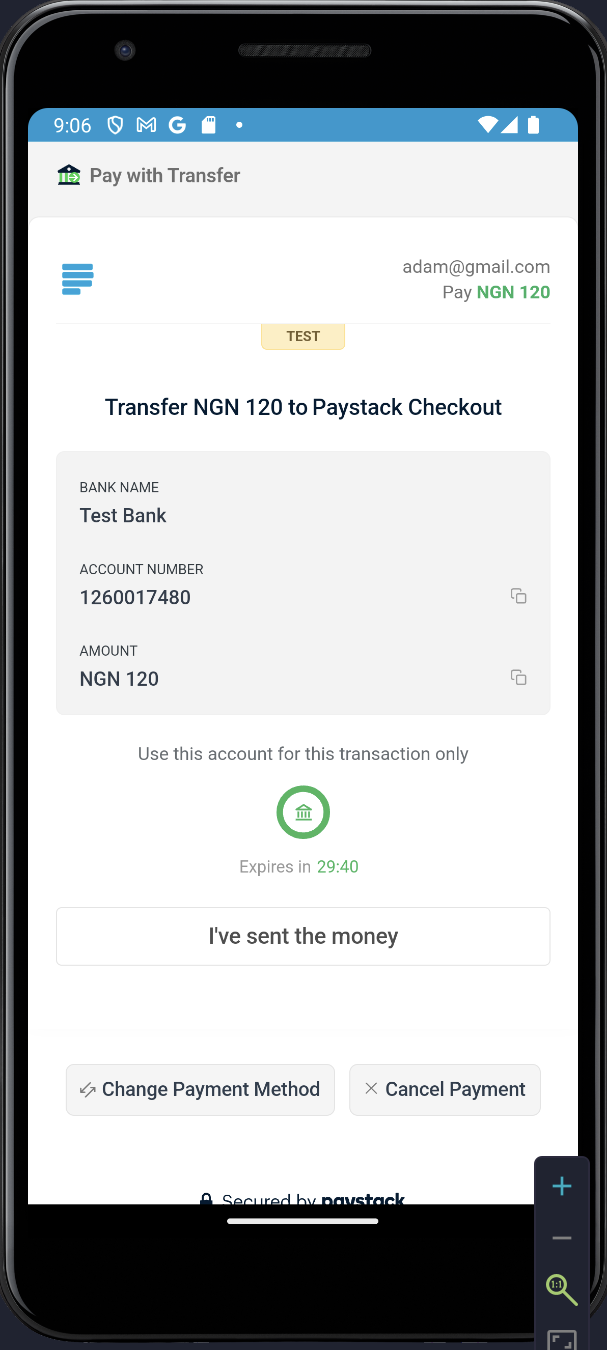 9:06
Pay with Transfer
adam@gmail.com
Pay NGN 120
TEST
Transfer NGN 120 to Paystack Checkout
BANK NAME
Test Bank
ACCOUNT NUMBER
1260017480
AMOUNT
NGN 120
Use this account for this transaction only
Expires in 29:40
I've sent the money
Change Payment Method
Cancel Payment
Secured by paystack
1:1